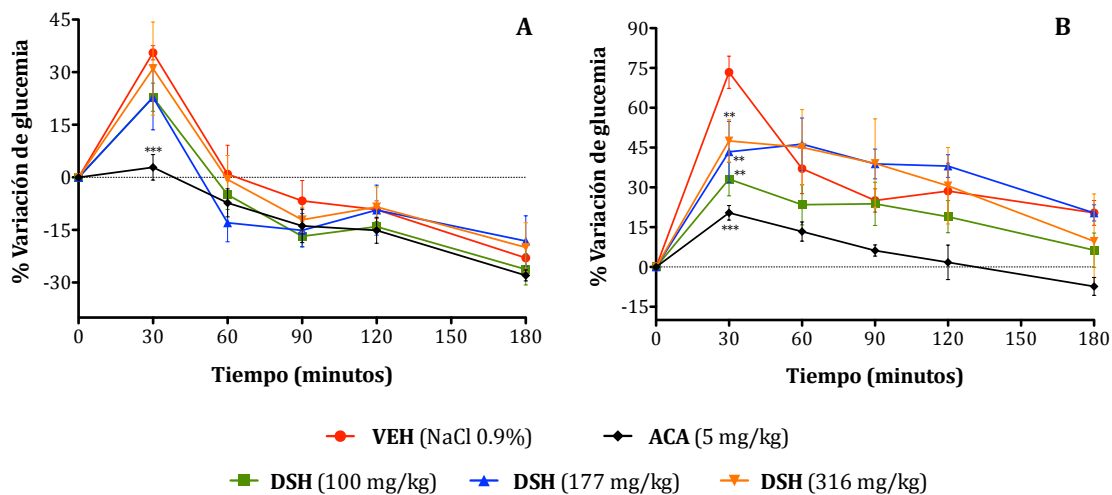 A
% Variación de glucemia
45
30
15
0
-15
-30
***
0 30 60 90 120 150 180
Tiempo (minutos)
B
% Variación de glucemia
90
75
60
45
30
15
0
-15
**
**
**
***
0 30 60 90 120 150 180
Tiempo (minutos)
VEH (NaCl 0.9%) ACA (5 mg/kg)
DSH (100 mg/kg) DSH (177 mg/kg) DSH (316 mg/kg)